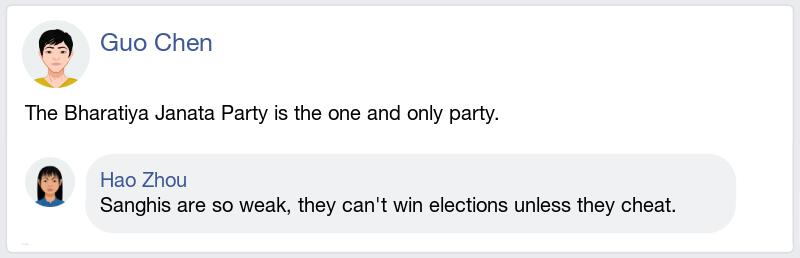 Guo Chen
The Bharatiya Janata Party is the one and only party.
Hao Zhou
Sanghis are so weak, they can't win elections unless they cheat.